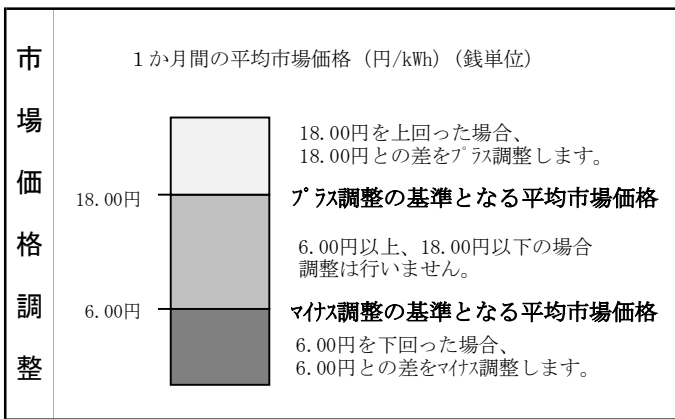 市場価格調整
1か月間の平均市場価格（円/kWh）（銭単位）
18.00円を上回った場合、
18.00円との差をﾌﾟﾗｽ調整します。
18.00円
ﾌﾟﾗｽ調整の基準となる平均市場価格
6.00円以上、18.00円以下の場合
調整は行いません。
6.00円
ﾏｲﾅｽ調整の基準となる平均市場価格
6.00円を下回った場合、
6.00円との差をﾏｲﾅｽ調整します。